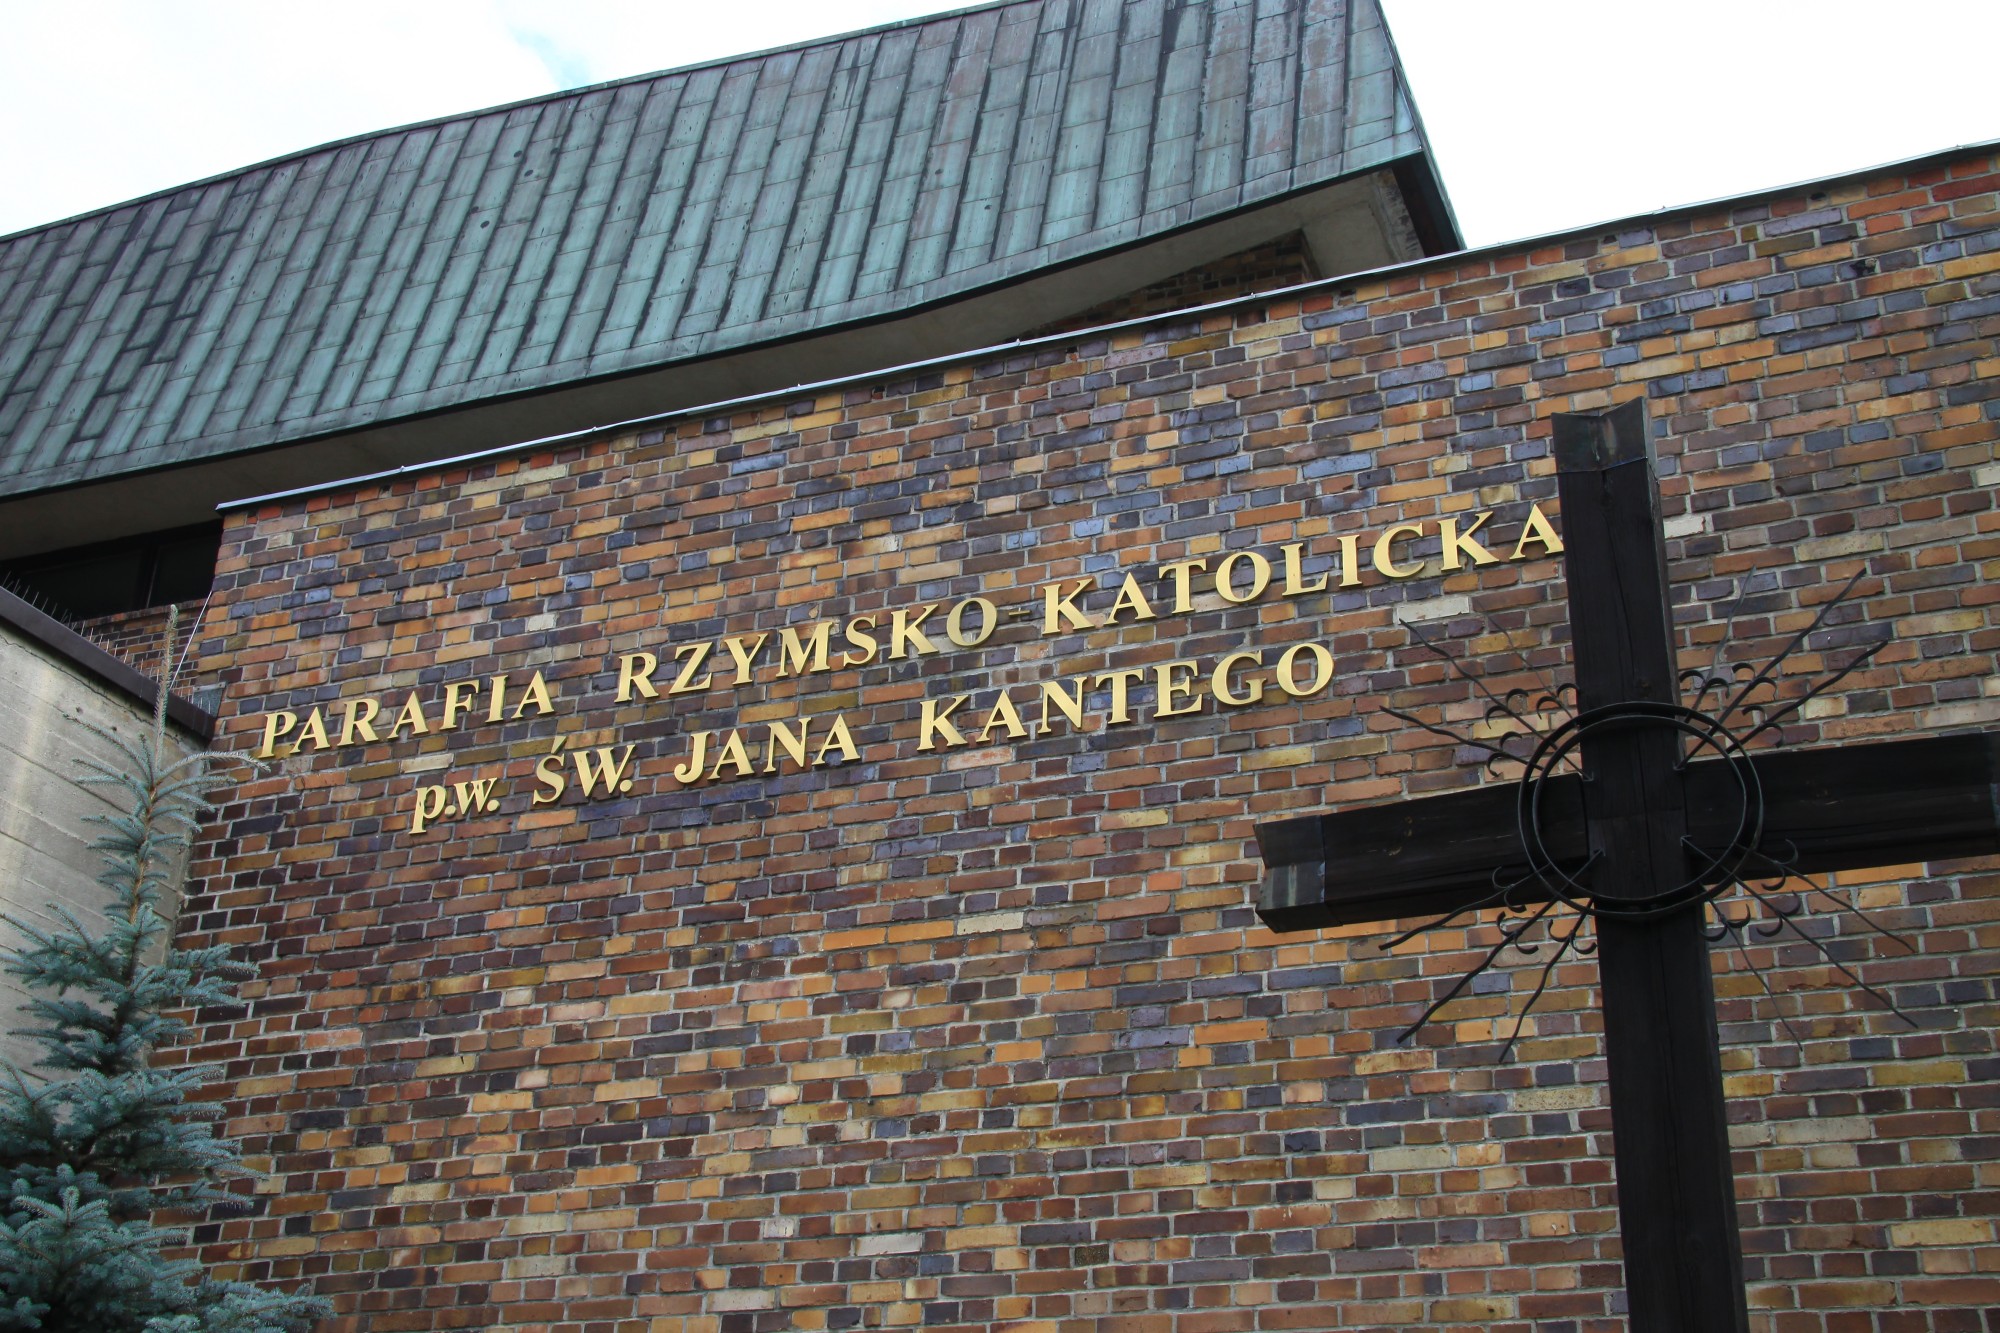 PARAFIA RZYMSKO-KATOLICKA
p.w. ŚW. JANA KANTEGO